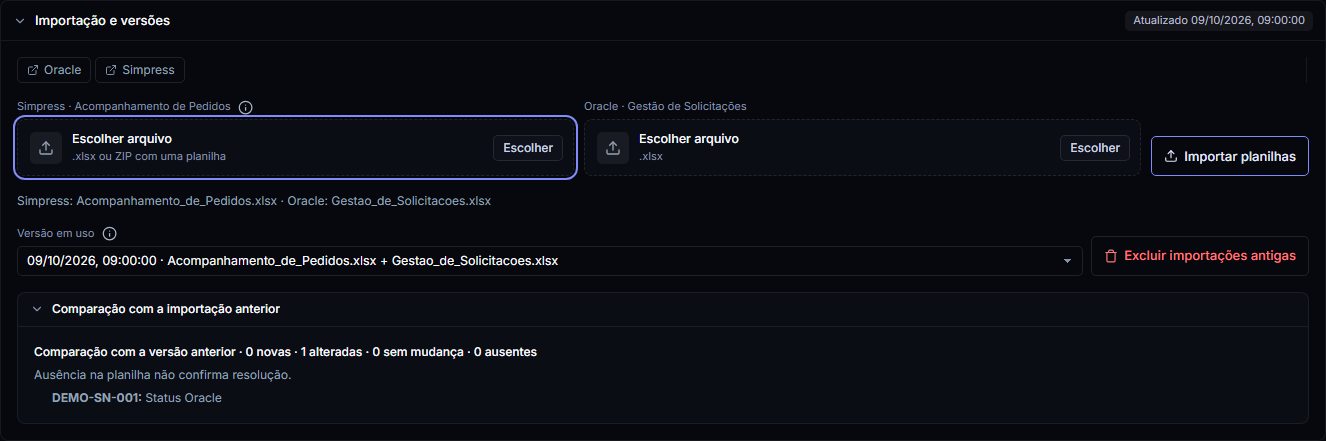 Importação e versões
Atualizado 09/10/2026, 09:00:00
Oracle
Simpress
Simpress · Acompanhamento de Pedidos
Oracle · Gestão de Solicitações
Escolher arquivo
.xlsx ou ZIP com uma planilha
Escolher
Escolher arquivo
.xlsx
Escolher
Importar planilhas
Simpress: Acompanhamento_de_Pedidos.xlsx · Oracle: Gestao_de_Solicitacoes.xlsx
Versão em uso
09/10/2026, 09:00:00 · Acompanhamento_de_Pedidos.xlsx + Gestao_de_Solicitacoes.xlsx
Excluir importações antigas
Comparação com a importação anterior
Comparação com a versão anterior · 0 novas · 1 alteradas · 0 sem mudança · 0 ausentes
Ausência na planilha não confirma resolução.
DEMO-SN-001: Status Oracle